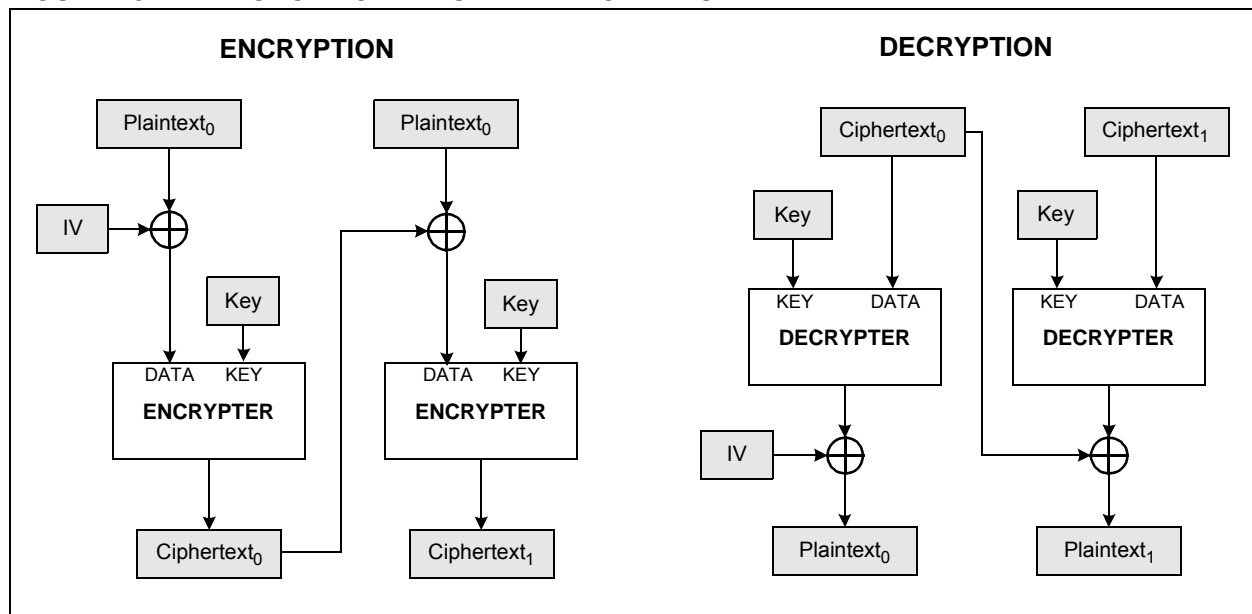 ENCRYPTION
Plaintext0
Plaintext0
IV
Key
Key
DATA KEY
ENCRYPTER
DATA KEY
ENCRYPTER
Ciphertext0
Ciphertext1
DECRYPTION
Ciphertext0
Ciphertext1
Key
Key
KEY DATA
DECRYPTER
KEY DATA
DECRYPTER
IV
Plaintext0
Plaintext1